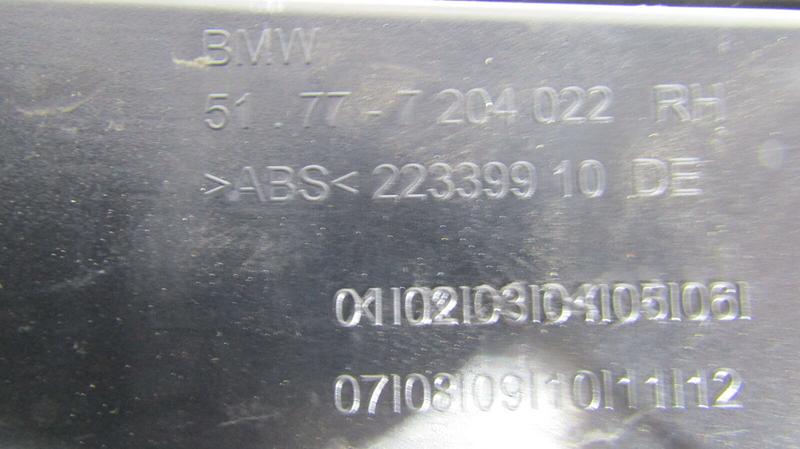 BMW
51.77-7 204 022 RH
>ABS< 223399 10 DE
01|02|03|04|05|06|
07|08|09|10|11|12